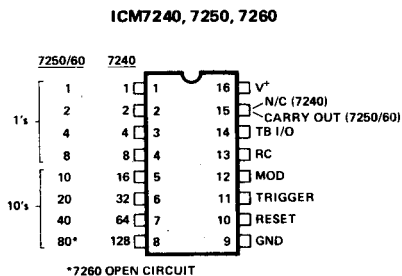 ICM7240, 7250, 7260
7250/60 7240
1 1 1 16 V+
2 2 2 15 N/C (7240)
CARRY OUT (7250/60)
1's
4 4 3 14 TB I/O
8 8 4 13 RC
10 16 5 12 MOD
20 32 6 11 TRIGGER
10's
40 64 7 10 RESET
80* 128 8 9 GND
*7260 OPEN CIRCUIT